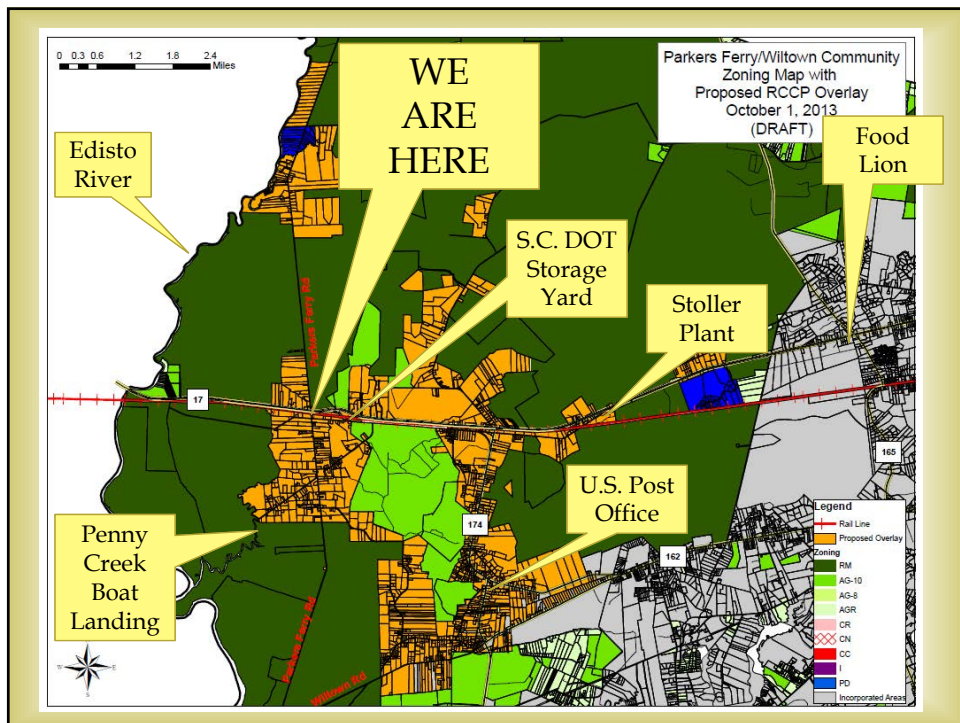 0 0.3 0.6 1.2 1.8 2.4
Miles
Parkers Ferry/Wiltown Community
Zoning Map with
Proposed RCCP Overlay
October 1, 2013
(DRAFT)
WE
ARE
HERE
Edisto
River
Food
Lion
S.C. DOT
Storage
Yard
Stoller
Plant
Parkers Ferry Rd
17
165
U.S. Post
Office
174
162
Penny
Creek
Boat
Landing
Parkers Ferry Rd
Willown Rd
N
E
S
W
Legend
Rail Line
Proposed Overlay
Zoning
RM
AG-10
AG-8
AGR
CR
CN
CC
I
PD
Incorporated Areas